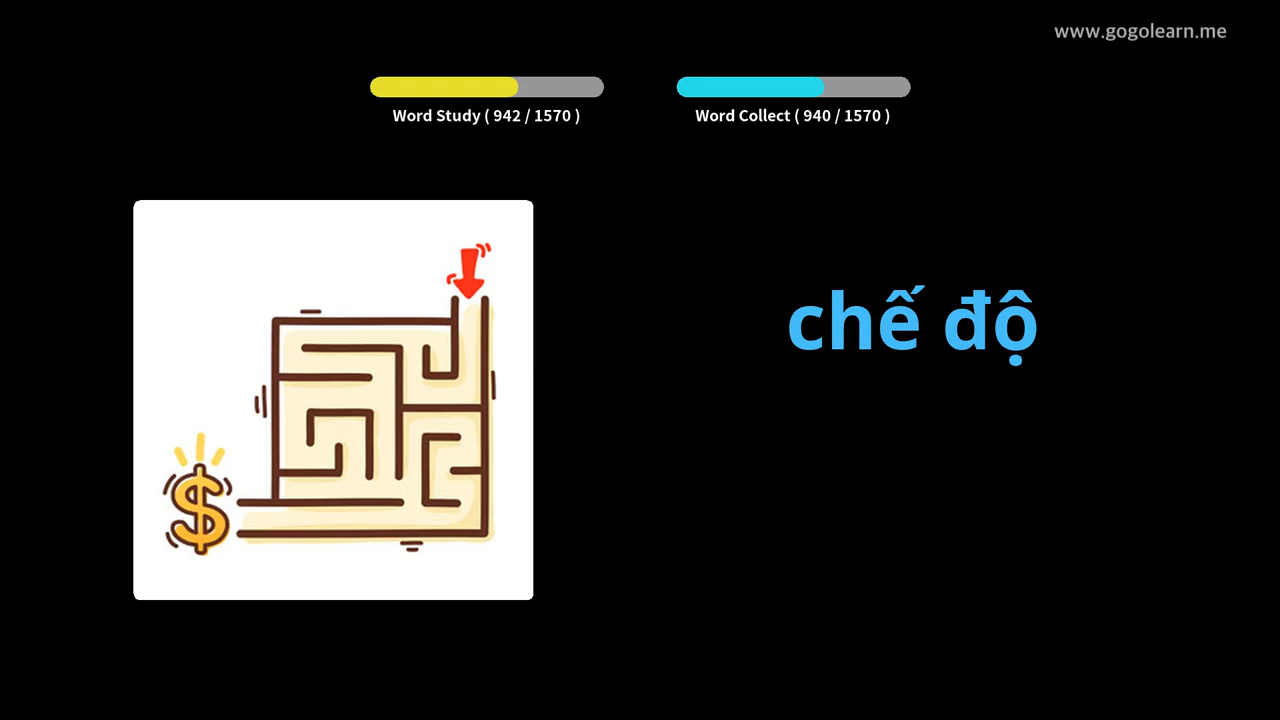 www.gogolearn.me
Word Study ( 942 / 1570 )
Word Collect ( 940 / 1570 )
chế độ
$